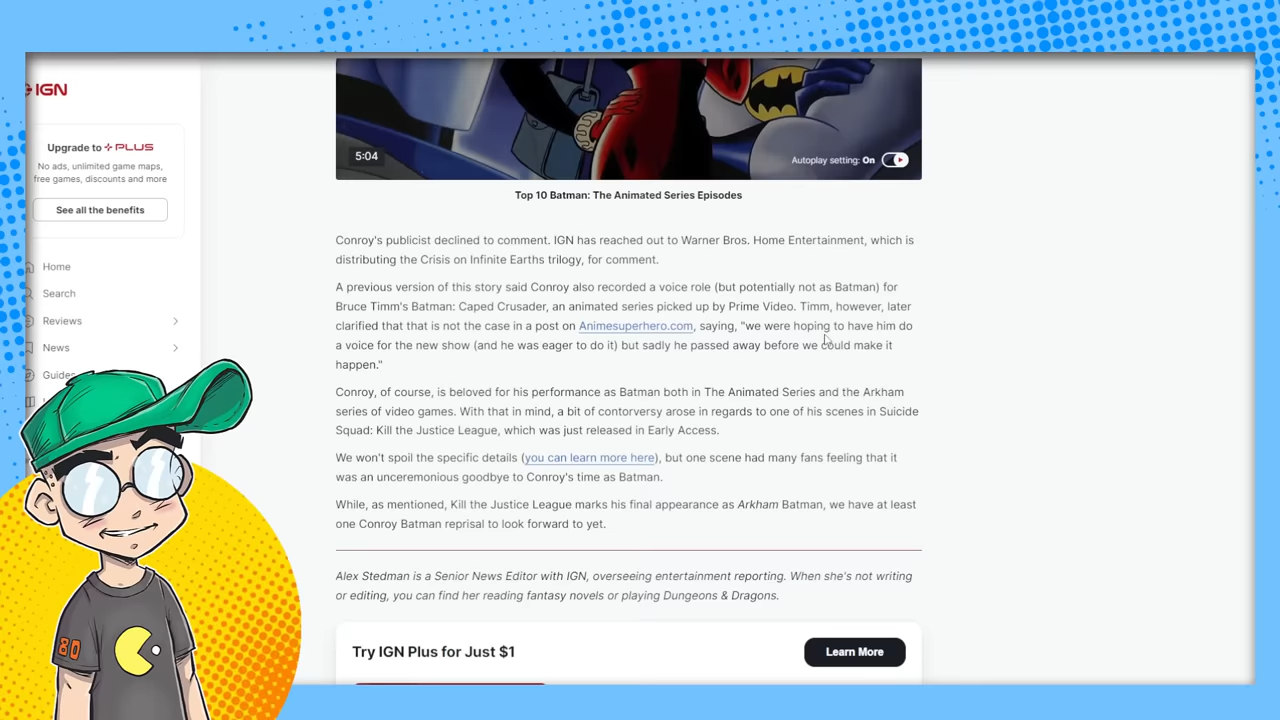 IGN
Upgrade to PLUS
No ads, unlimited game maps,
free games, discounts and more
See all the benefits
Home
Search
Reviews
News
Guides
5:04
Autoplay setting: On
Top 10 Batman: The Animated Series Episodes
Conroy's publicist declined to comment. IGN has reached out to Warner Bros. Home Entertainment, which is
distributing the Crisis on Infinite Earths trilogy, for comment.
A previous version of this story said Conroy also recorded a voice role (but potentially not as Batman) for
Bruce Timm's Batman: Caped Crusader, an animated series picked up by Prime Video. Timm, however, later
clarified that that is not the case in a post on Animesuperhero.com, saying, "we were hoping to have him do
a voice for the new show (and he was eager to do it) but sadly he passed away before we could make it
happen."
Conroy, of course, is beloved for his performance as Batman both in The Animated Series and the Arkham
series of video games. With that in mind, a bit of contorversy arose in regards to one of his scenes in Suicide
Squad: Kill the Justice League, which was just released in Early Access.
We won't spoil the specific details (you can learn more here), but one scene had many fans feeling that it
was an unceremonious goodbye to Conroy's time as Batman.
While, as mentioned, Kill the Justice League marks his final appearance as Arkham Batman, we have at least
one Conroy Batman reprisal to look forward to yet.
Alex Stedman is a Senior News Editor with IGN, overseeing entertainment reporting. When she's not writing
or editing, you can find her reading fantasy novels or playing Dungeons & Dragons.
Try IGN Plus for Just $1
Learn More
80